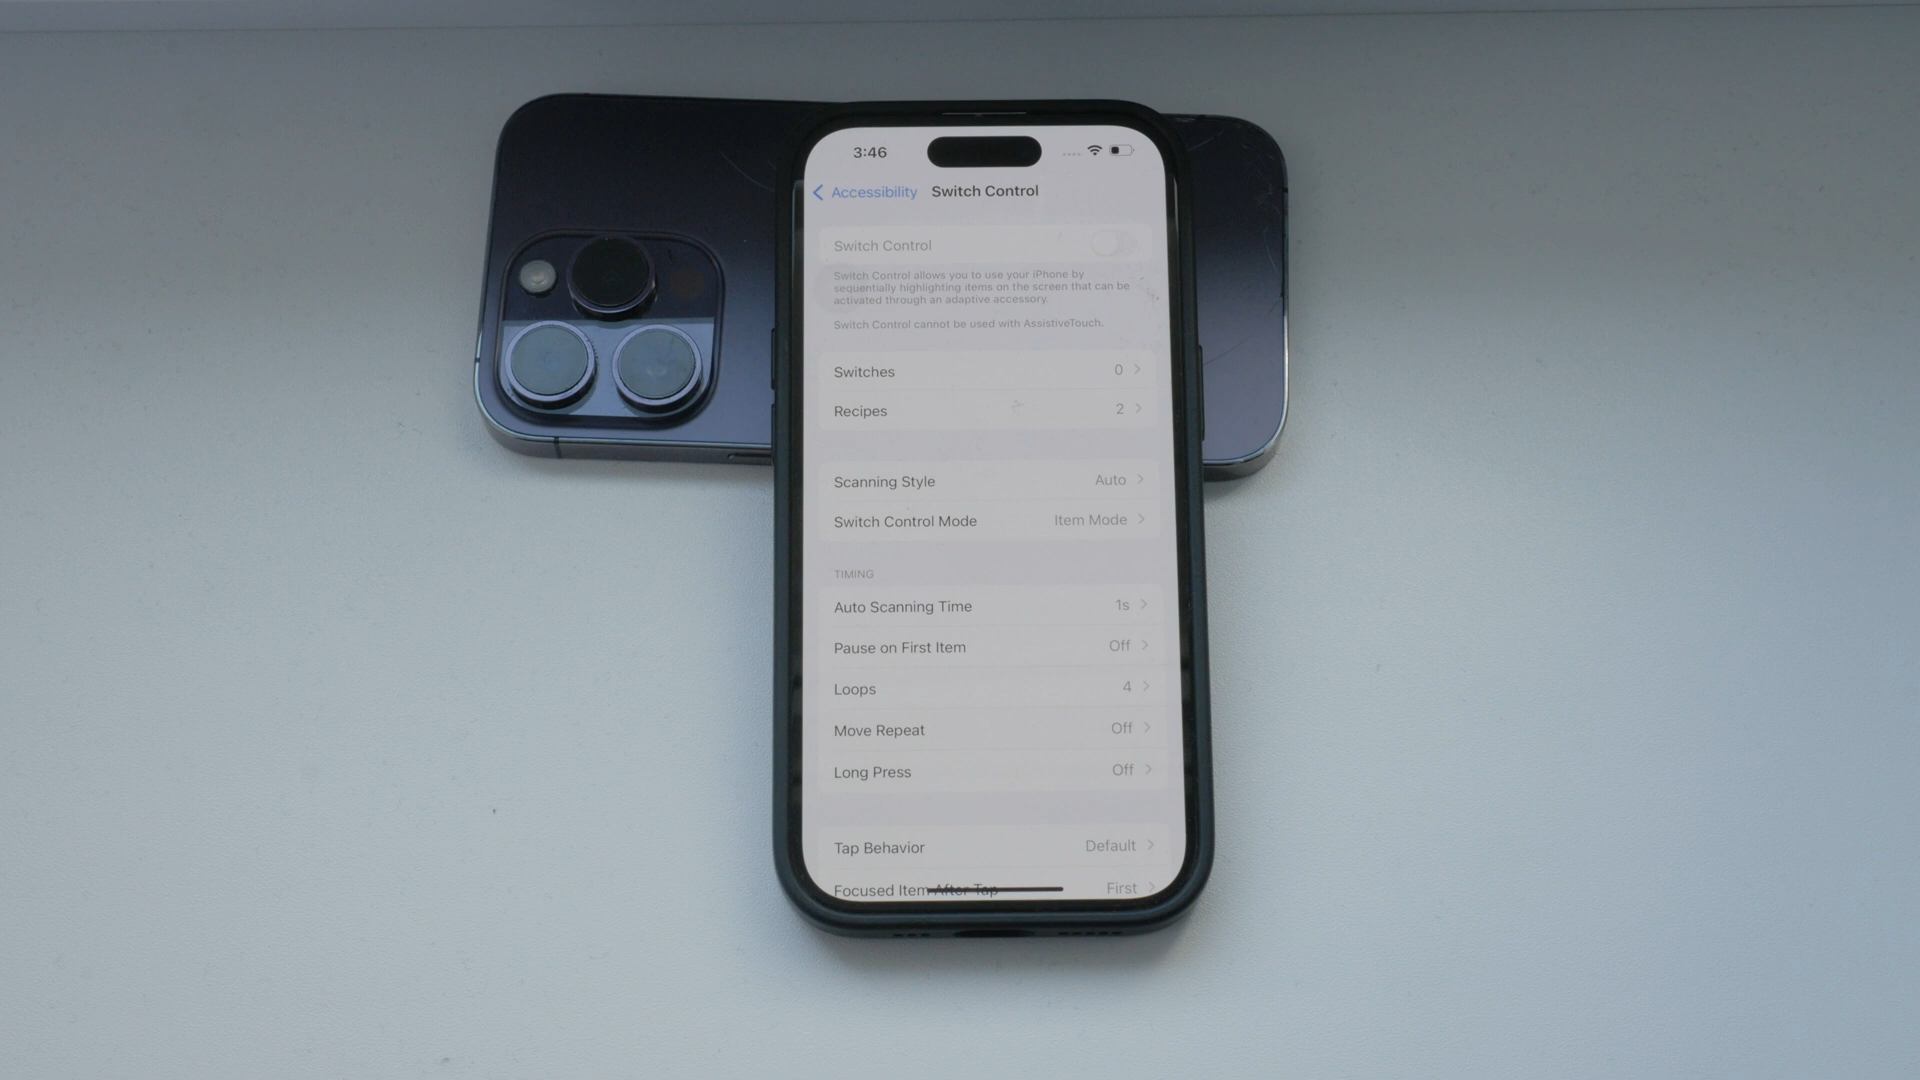 3:46
Accessibility Switch Control
Switch Control
Switch Control allows you to use your iPhone by
sequentially highlighting items on the screen that can be
activated through an adaptive accessory.
Switch Control cannot be used with AssistiveTouch.
Switches 0
Recipes 2
Scanning Style Auto
Switch Control Mode Item Mode
TIMING
Auto Scanning Time 1s
Pause on First Item Off
Loops 4
Move Repeat Off
Long Press Off
Tap Behavior Default
Focused Item After Tap First